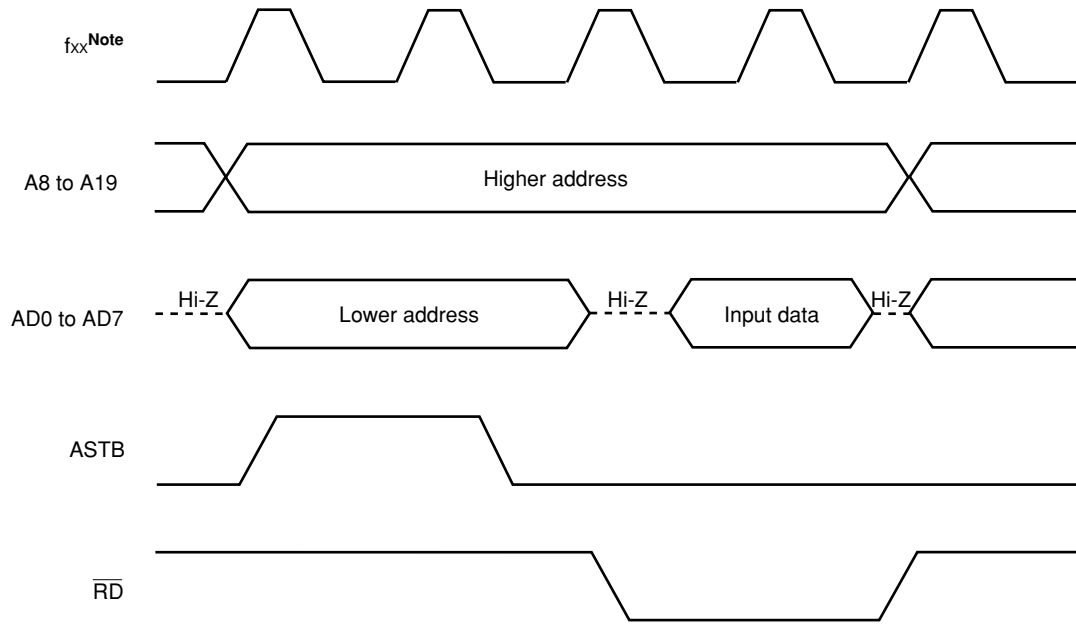 fxxNote
A8 to A19
Higher address
AD0 to AD7
Hi-Z
Lower address
Hi-Z
Input data
Hi-Z
ASTB
RD